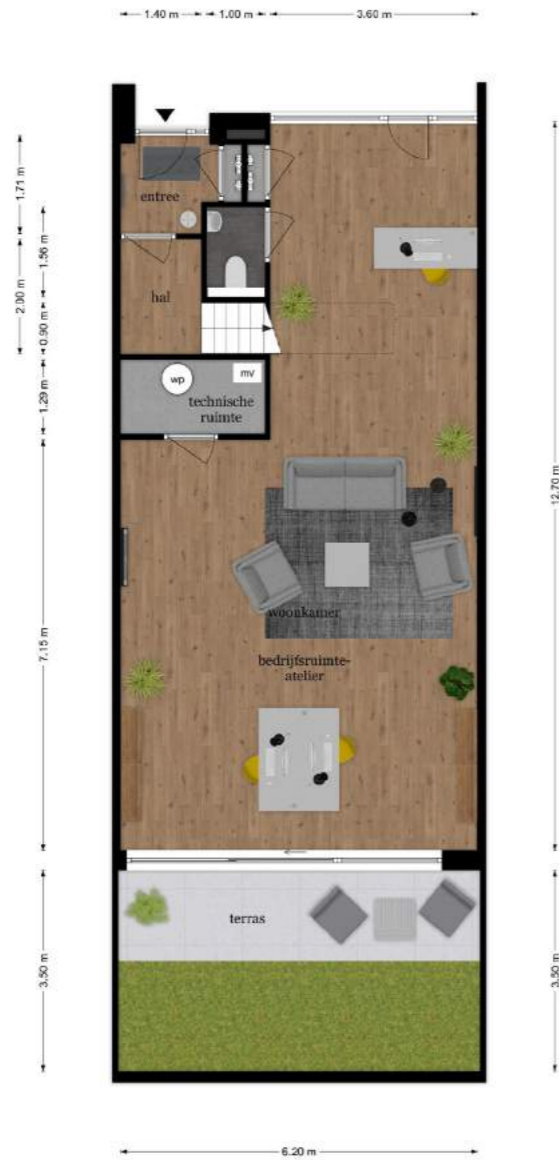 1.40 m
1.00 m
3.60 m
entree
hal
wp
mv
technische
ruimte
woonkamer
bedrijfsruimte-
atelier
terras
1.71 m
1.56 m
2.00 m
0.90 m
1.29 m
7.15 m
3.50 m
12.70 m
3.50 m
6.20 m